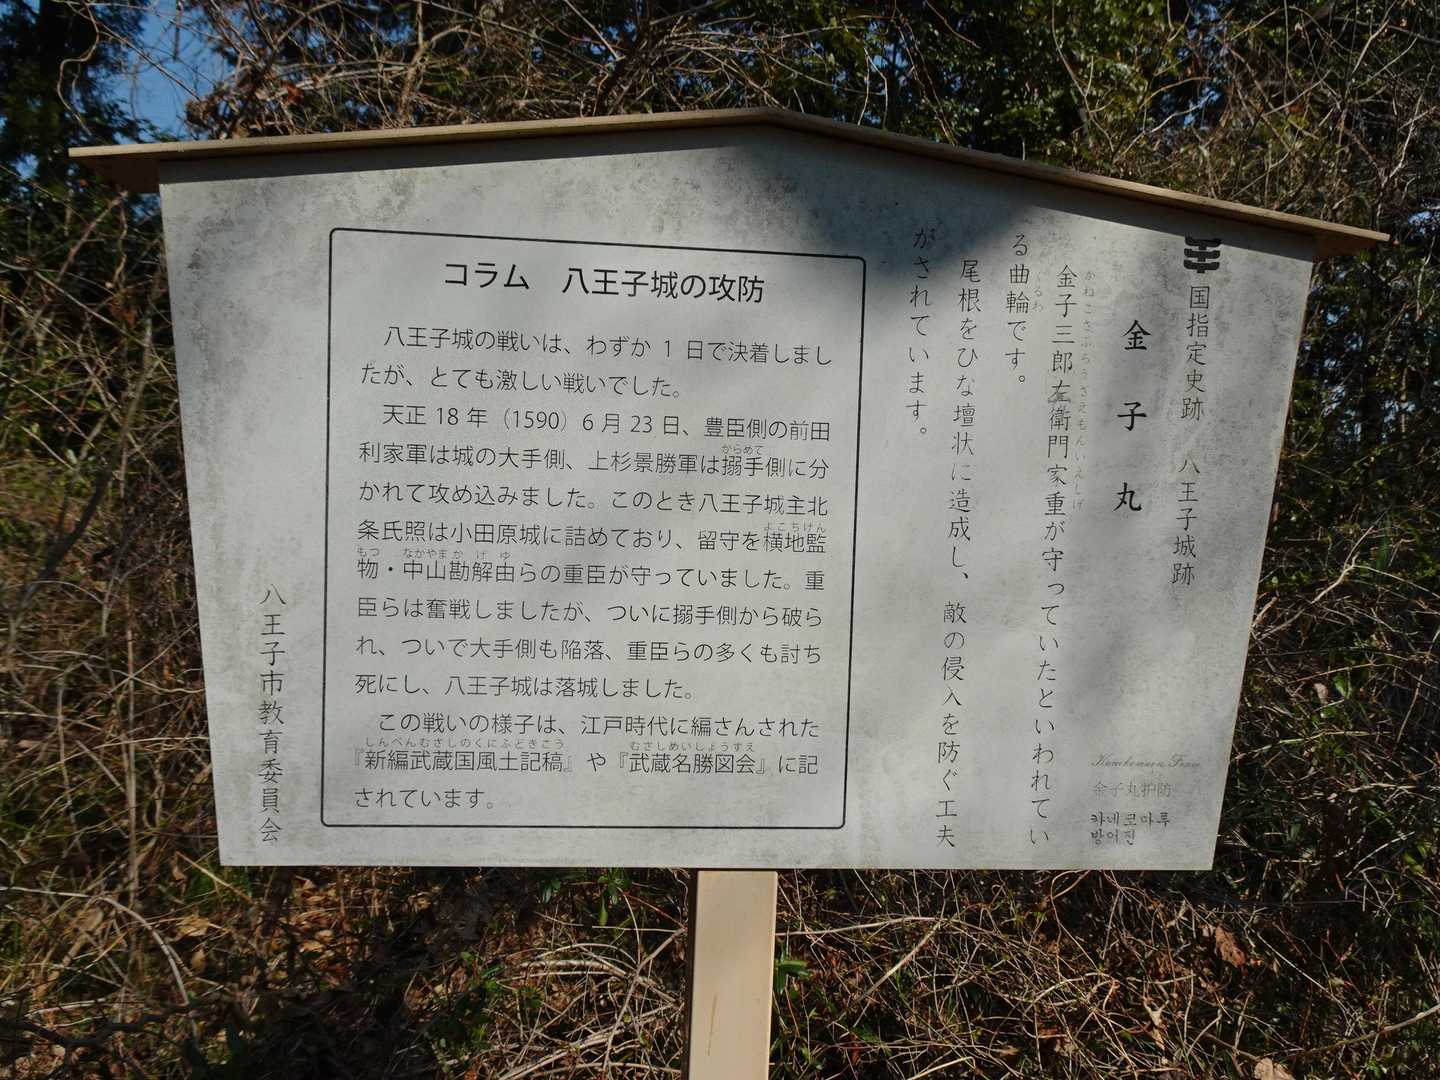 国指定史跡　八王子城跡
金子丸
金子三郎左衛門家重が守っていたといわれてい
かねこさぶろうざえもんいえしげ
る曲輪です。
くるわ
尾根をひな壇状に造成し、敵の侵入を防ぐ工夫
がされています。
コラム　八王子城の攻防
八王子城の戦いは、わずか 1 日で決着しまし
たが、とても激しい戦いでした。
天正 18 年（1590）6 月 23 日、豊臣側の前田
利家軍は城の大手側、上杉景勝軍は搦手側に分
からめて
かれて攻め込みました。このとき八王子城主北
条氏照は小田原城に詰めており、留守を横地監
よこちけん
物・中山勘解由らの重臣が守っていました。重
もつ　なかやまかげゆ
臣らは奮戦しましたが、ついに搦手側から破ら
れ、ついで大手側も陥落、重臣らの多くも討ち
死にし、八王子城は落城しました。
この戦いの様子は、江戸時代に編さんされた
『新編武蔵国風土記稿』や『武蔵名勝図会』に記
しんぺんむさしのくにふどきこう　むさしめいしょうずえ
されています。
八王子市教育委員会
Kanekomaru
金子丸护防
카네코마루
방어진